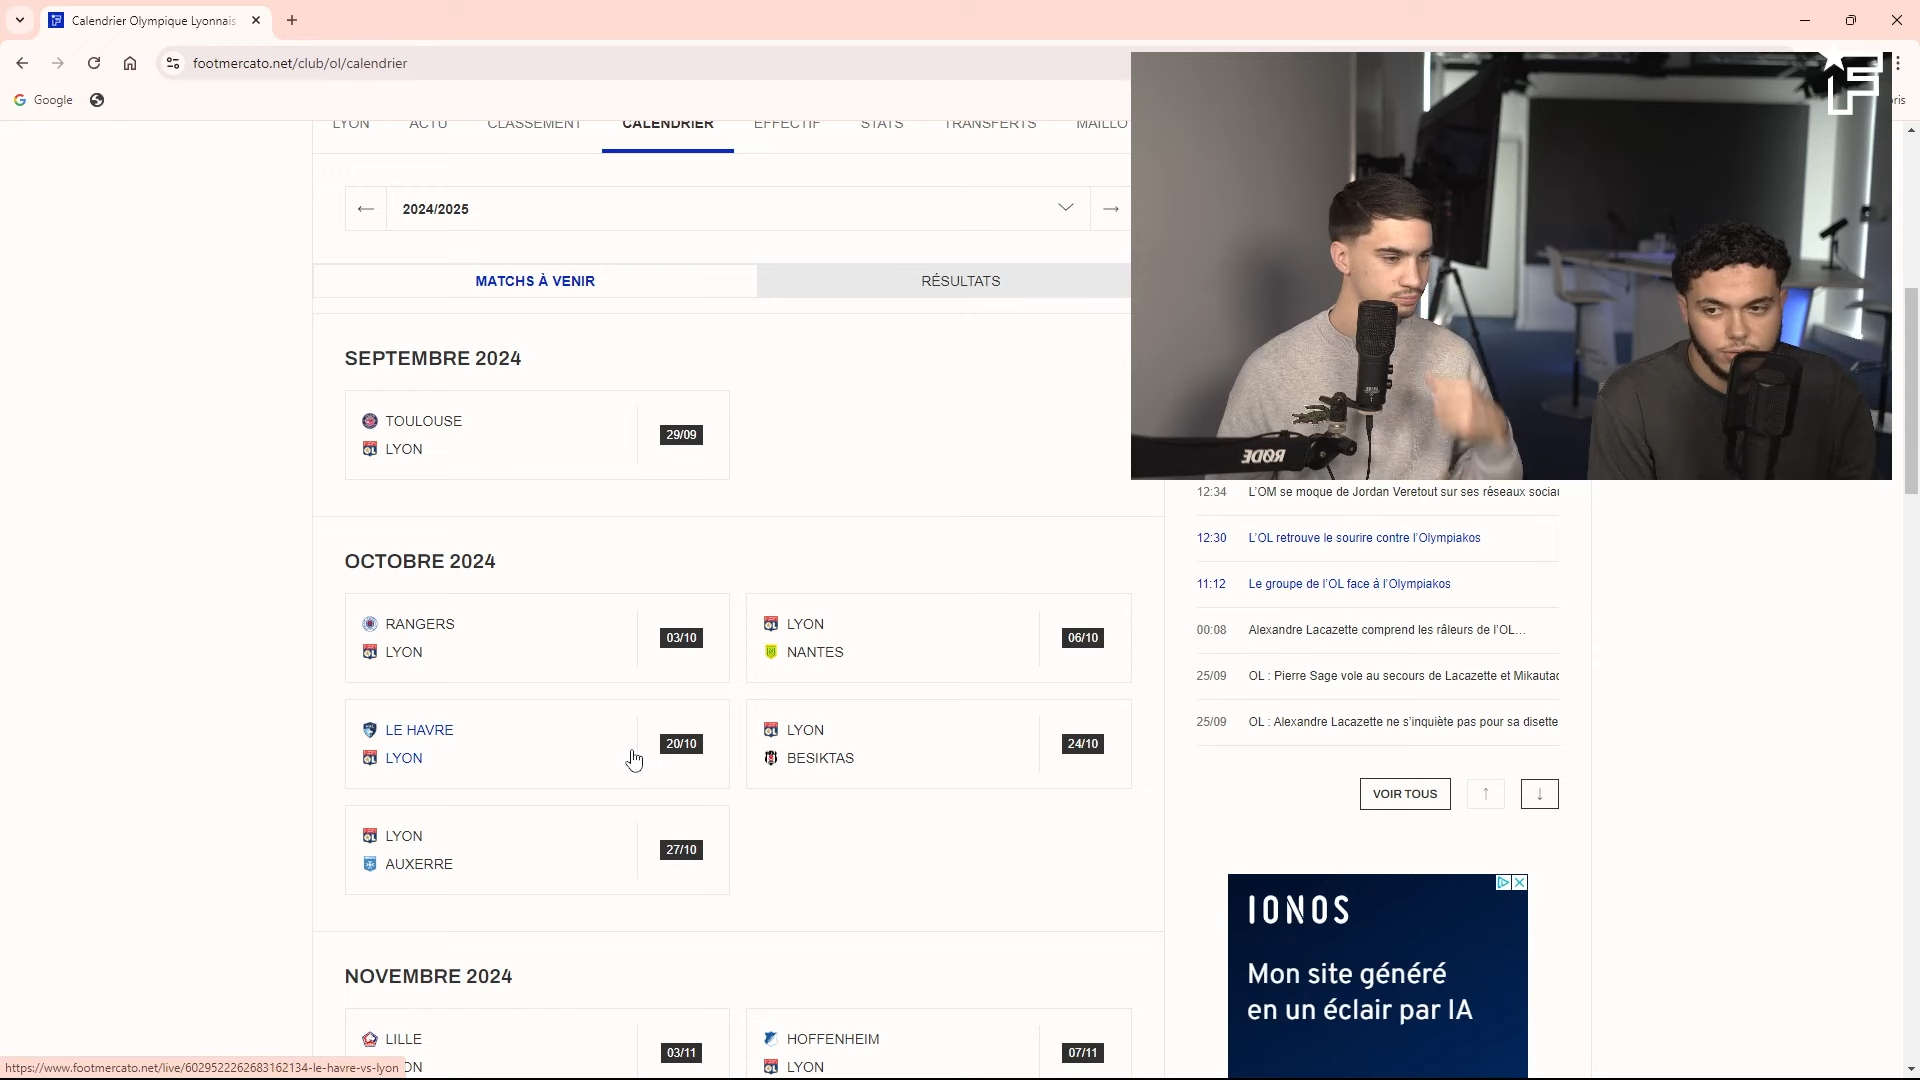 Calendrier Olympique Lyonnais
footmercato.net/club/ol/calendrier
Google
LYON
ACTU
CLASSEMENT
CALENDRIER
EFFECTIF
STATS
TRANSFERTS
MAILLO
2024/2025
MATCHS À VENIR
RÉSULTATS
SEPTEMBRE 2024
TOULOUSE
LYON
29/09
OCTOBRE 2024
RANGERS
LYON
03/10
LYON
NANTES
06/10
LE HAVRE
LYON
20/10
LYON
BESIKTAS
24/10
LYON
AUXERRE
27/10
NOVEMBRE 2024
LILLE
03/11
HOFFENHEIM
LYON
07/11
https://www.footmercato.net/live/6029522262683162134-le-havre-vs-lyon
RØDE
12:34 L'OM se moque de Jordan Veretout sur ses réseaux sociau
12:30 L'OL retrouve le sourire contre l'Olympiakos
11:12 Le groupe de l'OL face à l'Olympiakos
00:08 Alexandre Lacazette comprend les râleurs de l'OL...
25/09 OL : Pierre Sage vole au secours de Lacazette et Mikautad
25/09 OL : Alexandre Lacazette ne s'inquiète pas pour sa disette
VOIR TOUS
IONOS
Mon site généré
en un éclair par IA